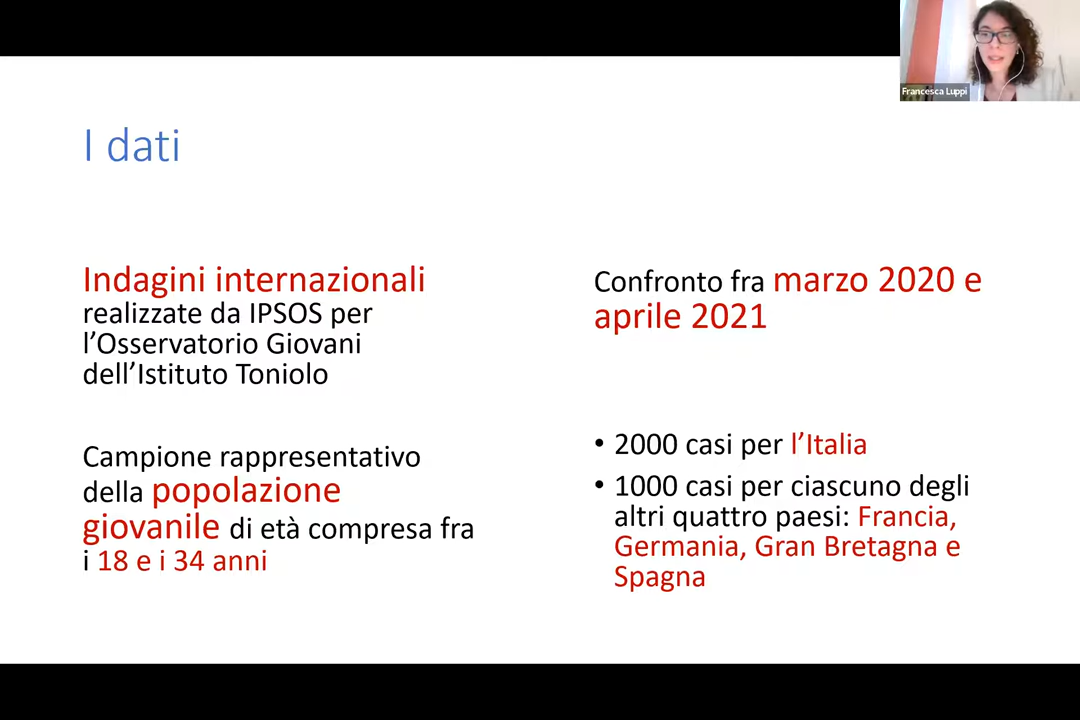 Francesca Luppi
I dati
Indagini internazionali
realizzate da IPSOS per
l’Osservatorio Giovani
dell’Istituto Toniolo
Campione rappresentativo
della popolazione
giovanile di età compresa fra
i 18 e i 34 anni
Confronto fra marzo 2020 e
aprile 2021
• 2000 casi per l’Italia
• 1000 casi per ciascuno degli
altri quattro paesi: Francia,
Germania, Gran Bretagna e
Spagna